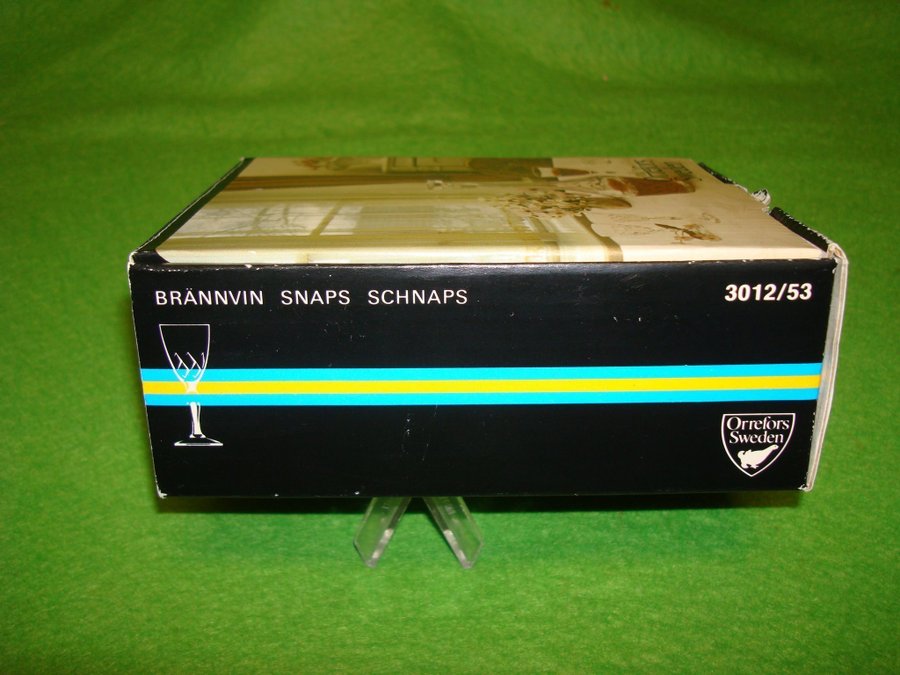 BRÄNNVIN SNAPS SCHNAPS
3012/53
Orrefors
Sweden